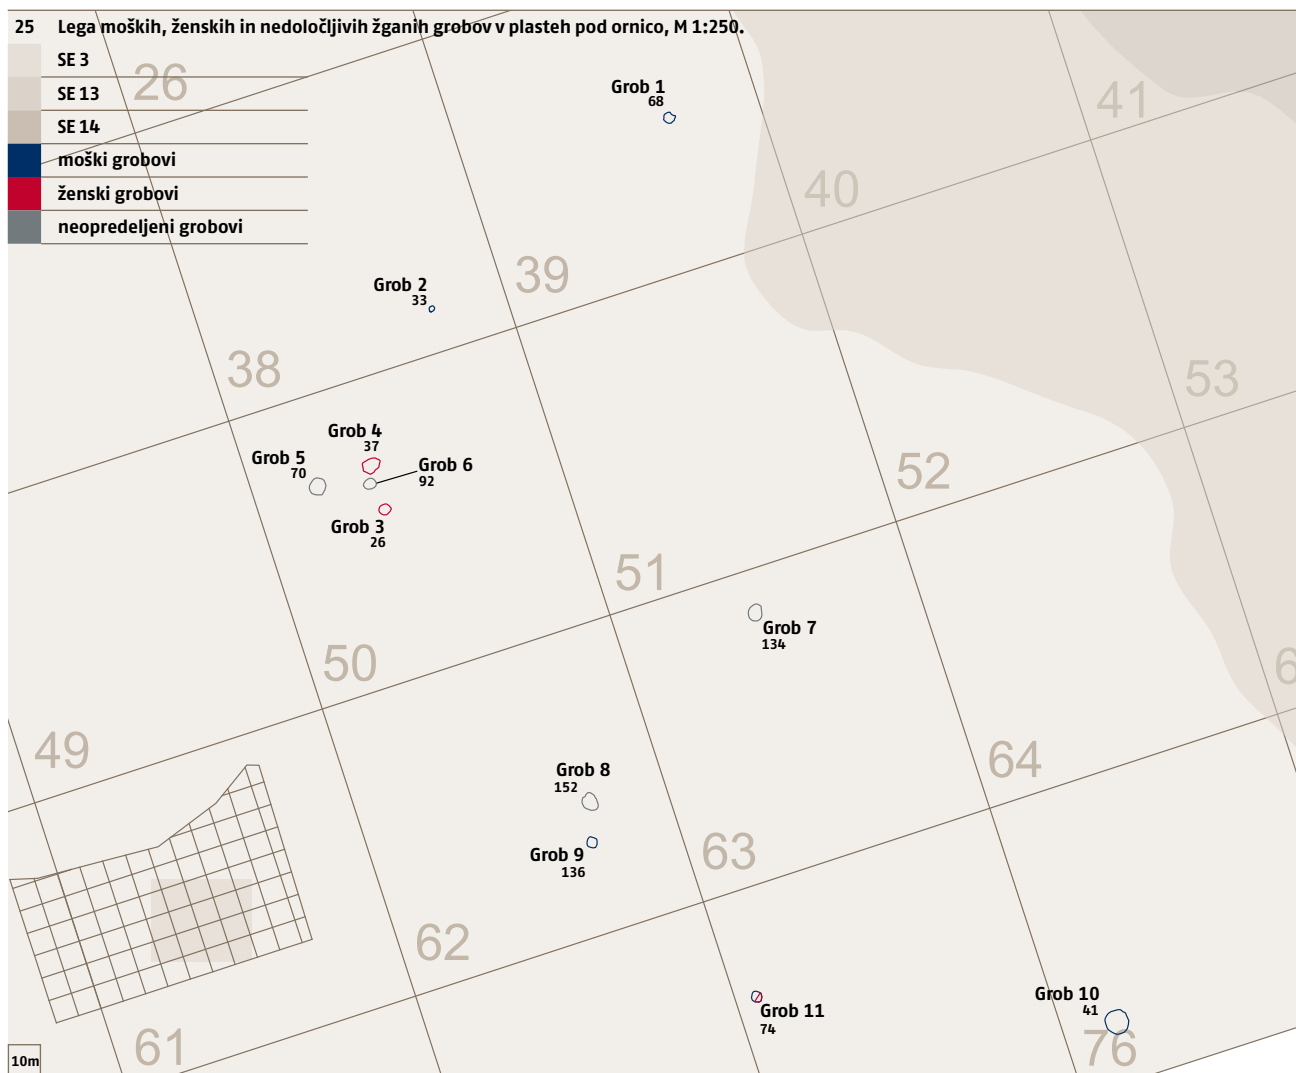 25 Lega moških, ženskih in nedoločljivih žganih grobov v plasteh pod ornico, M 1:250.
SE 3
SE 13
SE 14
moški grobovi
ženski grobovi
neopredeljeni grobovi
26
Grob 1
68
41
40
Grob 2
33
39
38
53
Grob 4
37
Grob 5
70
Grob 6
92
Grob 3
26
52
51
Grob 7
134
50
6
49
64
Grob 8
152
Grob 9
136
63
62
Grob 11
74
Grob 10
41
76
61
10m